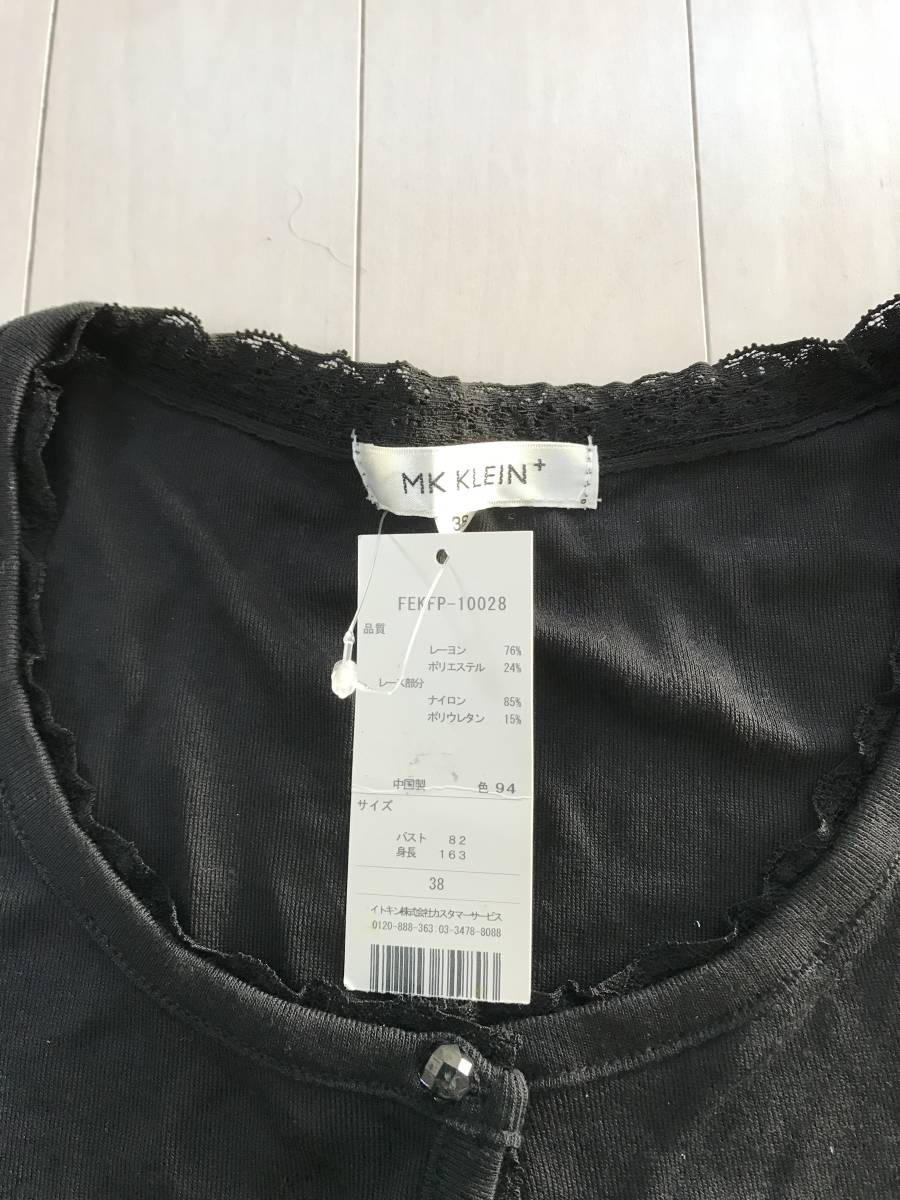 MK KLEIN+
38
FEKFP-10028
品質
レーヨン 76%
ポリエステル 24%
レース部分
ナイロン 85%
ポリウレタン 15%
中国製 色 94
サイズ
バスト 82
身長 163
38
イトキン株式会社カスタマーサービス
0120-888-363:03-3478-8088